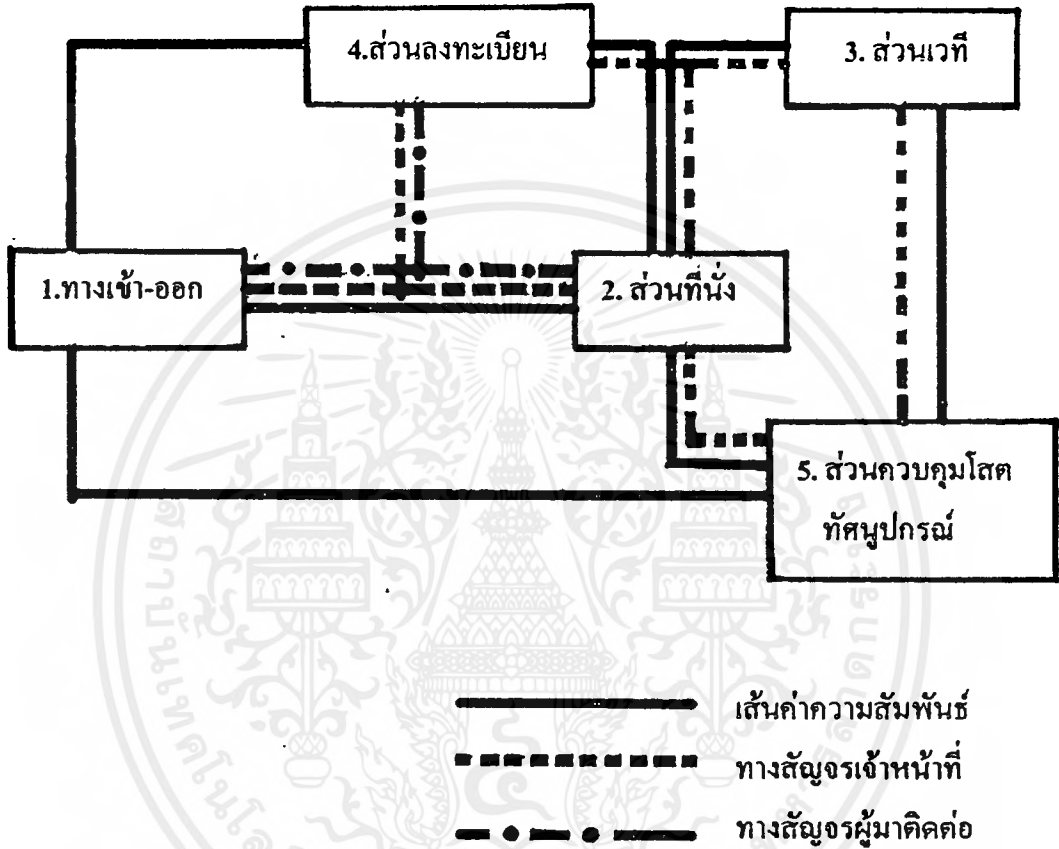 4.ส่วนลงทะเบียน
3. ส่วนเวที
1.ทางเข้า-ออก
2. ส่วนที่นั่ง
5. ส่วนควบคุมโสต
ทัศนูปกรณ์
เส้นค่าความสัมพันธ์
ทางสัญจรเจ้าหน้าที่
ทางสัญจรผู้มาติดต่อ